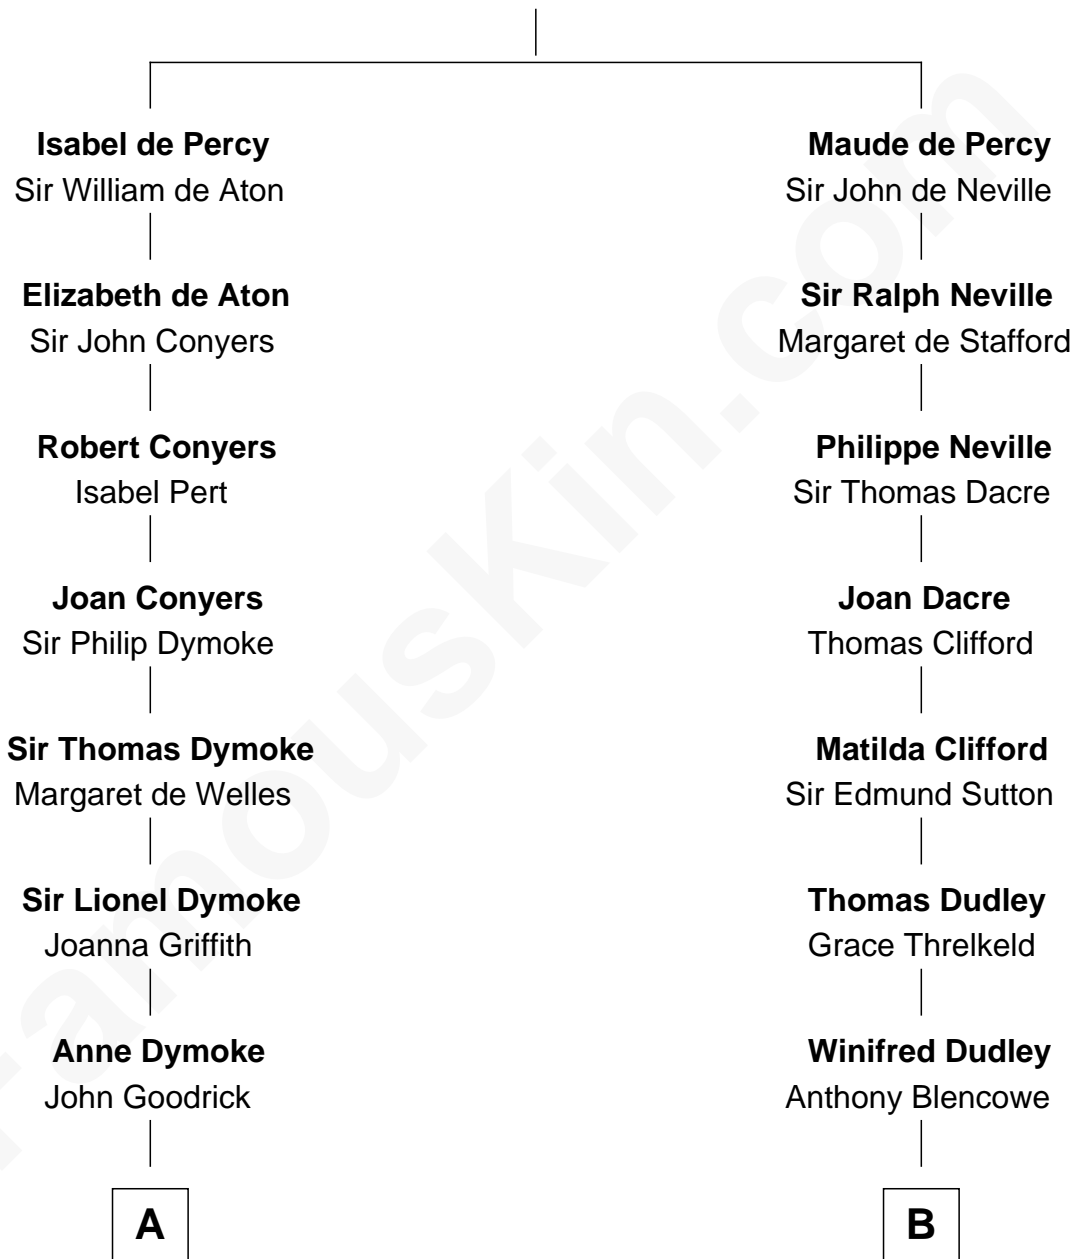 Isabel de Percy
Sir William de Aton
Elizabeth de Aton
Sir John Conyers
Robert Conyers
Isabel Pert
Joan Conyers
Sir Philip Dymoke
Sir Thomas Dymoke
Margaret de Welles
Sir Lionel Dymoke
Joanna Griffith
Anne Dymoke
John Goodrick
A
Maude de Percy
Sir John de Neville
Sir Ralph Neville
Margaret de Stafford
Philippe Neville
Sir Thomas Dacre
Joan Dacre
Thomas Clifford
Matilda Clifford
Sir Edmund Sutton
Thomas Dudley
Grace Threlkeld
Winifred Dudley
Anthony Blencowe
B
FamousKin.com